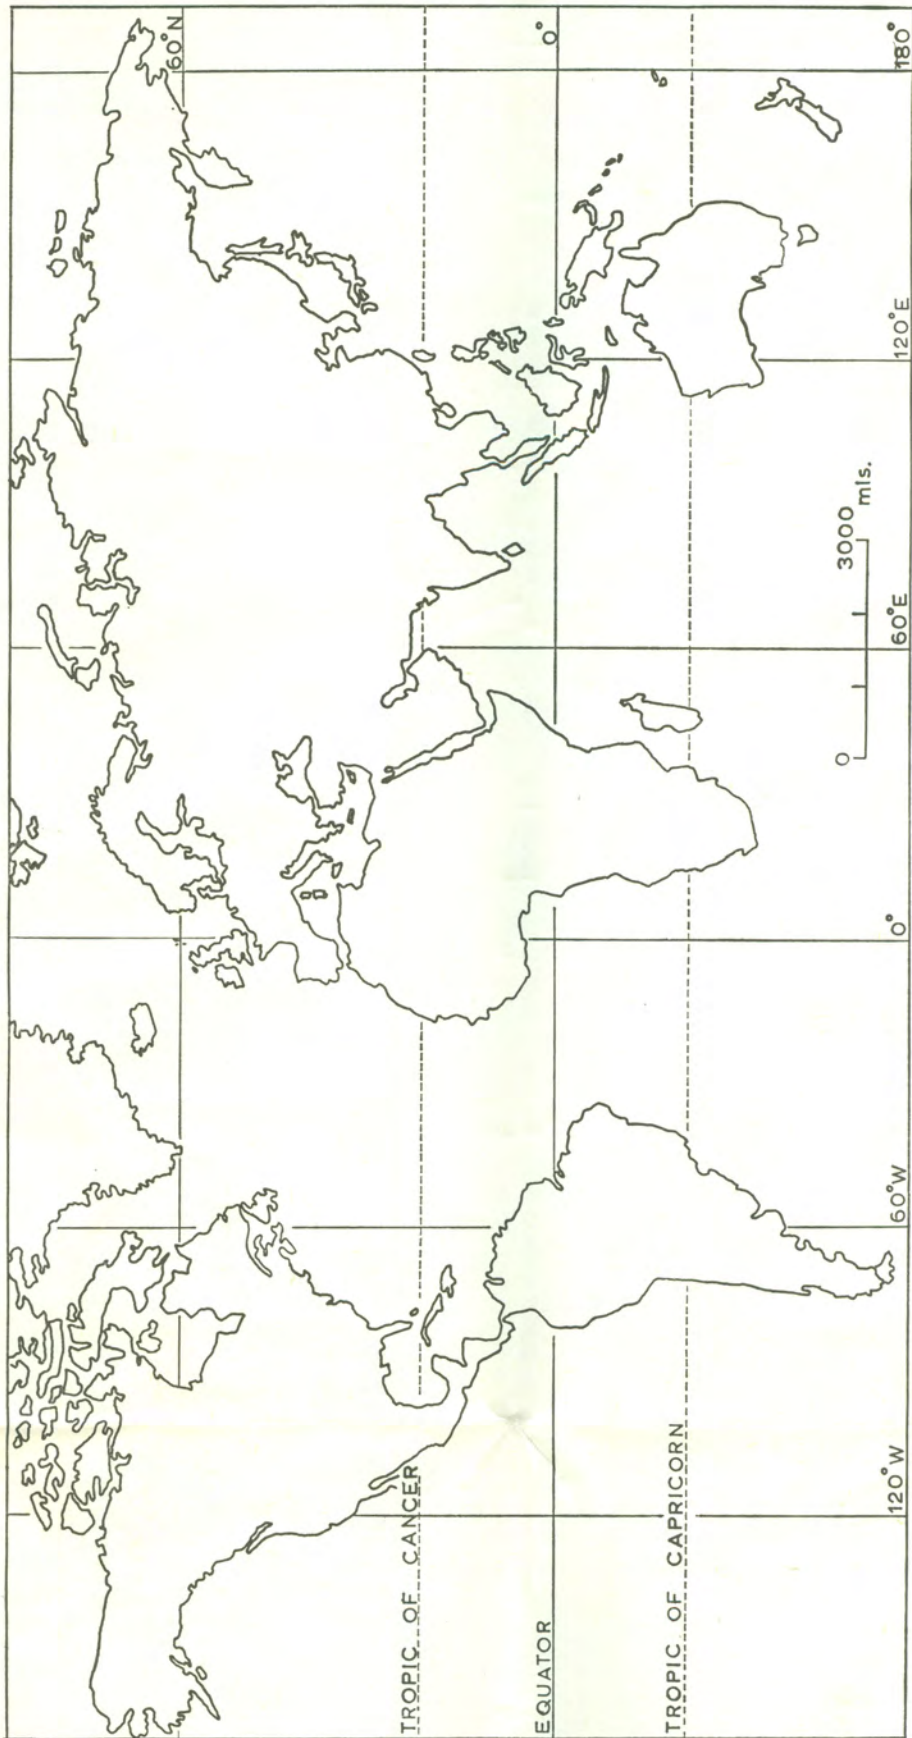 60°N
TROPIC OF CANCER
EQUATOR
0°
TROPIC OF CAPRICORN
0
3000 mls.
120°W
60°W
0°
60°E
120°E
180°